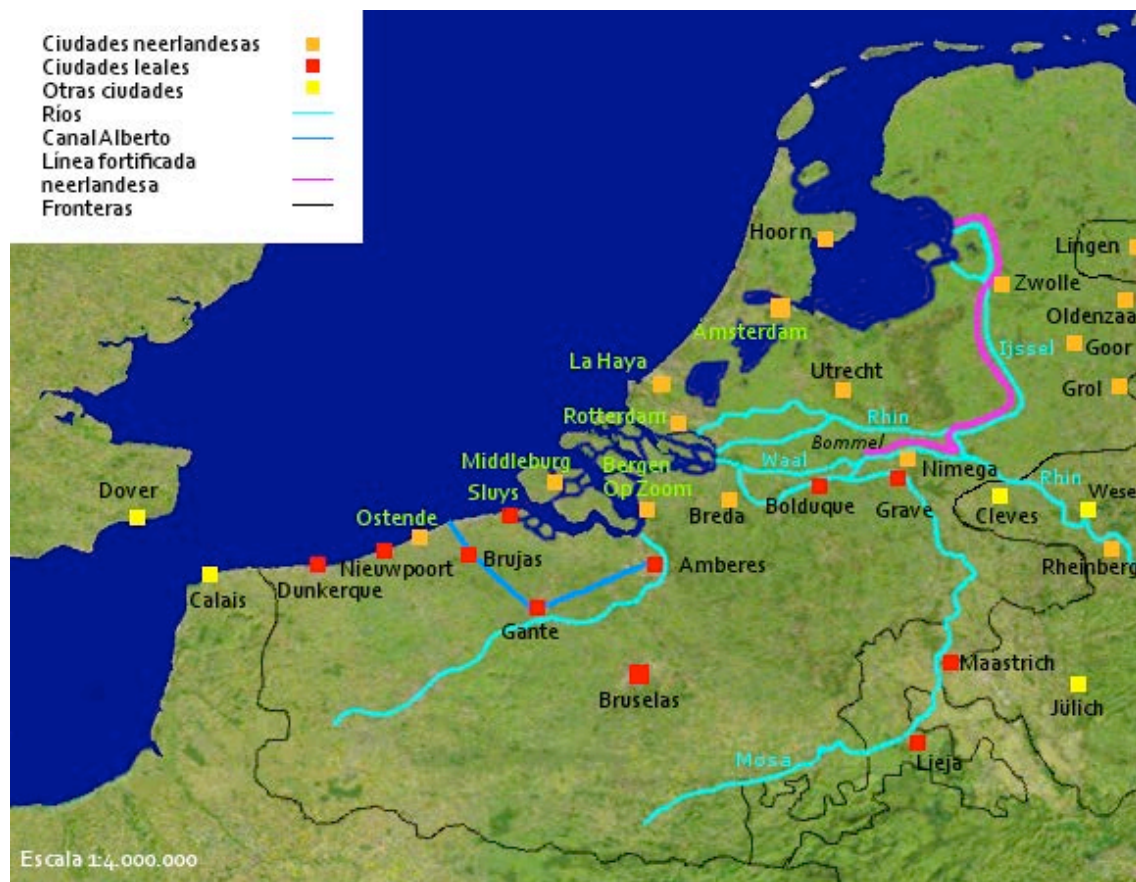 Ciudades neerlandesas
Ciudades leales
Otras ciudades
Ríos
Canal Alberto
Línea fortificada
neerlandesa
Fronteras
Hoorn
Lingen
Zwolle
Oldenzaa
Amsterdam
Ijssel
Goor
La Haya
Utrecht
Grol
Rotterdam
Rhin
Bommel
Middleburg
Bergen
Op Zoom
Waal
Nimega
Rhin
Dover
Sluys
Breda
Bolduque
Grave
Cleves
Wese
Ostende
Nieuwpoort
Brujas
Amberes
Rheinberg
Calais
Dunkerque
Gante
Maastrich
Bruselas
Jülich
Mosa
Lieja
Escala 1:4.000.000